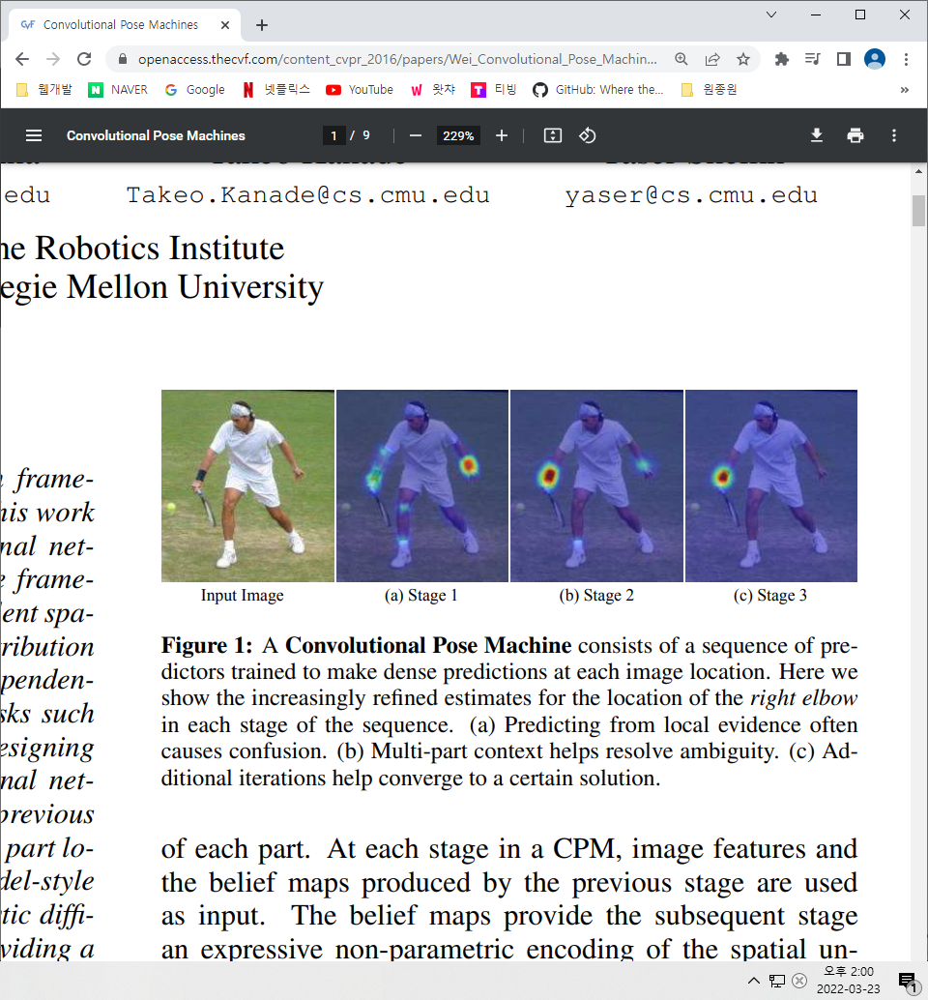 Convolutional Pose Machines
openaccess.thecvf.com/content_cvpr_2016/papers/Wei_Convolutional_Pose_Machin...
웹개발 NAVER Google 넷플릭스 YouTube 왓챠 티빙 GitHub: Where the... 원종원 »
Convolutional Pose Machines 1 / 9 229%
edu Takeo.Kanade@cs.cmu.edu yaser@cs.cmu.edu
ne Robotics Institute
egie Mellon University
Input Image (a) Stage 1 (b) Stage 2 (c) Stage 3
Figure 1: A Convolutional Pose Machine consists of a sequence of pre-
dictors trained to make dense predictions at each image location. Here we
show the increasingly refined estimates for the location of the right elbow
in each stage of the sequence. (a) Predicting from local evidence often
causes confusion. (b) Multi-part context helps resolve ambiguity. (c) Ad-
ditional iterations help converge to a certain solution.
frame-
his work
nal net-
frame-
ent spa-
tribution
penden-
sks such
esigning
nal net-
previous
part lo-
del-style
tic diffi-
viding a
of each part. At each stage in a CPM, image features and
the belief maps produced by the previous stage are used
as input. The belief maps provide the subsequent stage
an expressive non-parametric encoding of the spatial un-
오후 2:00
2022-03-23
1